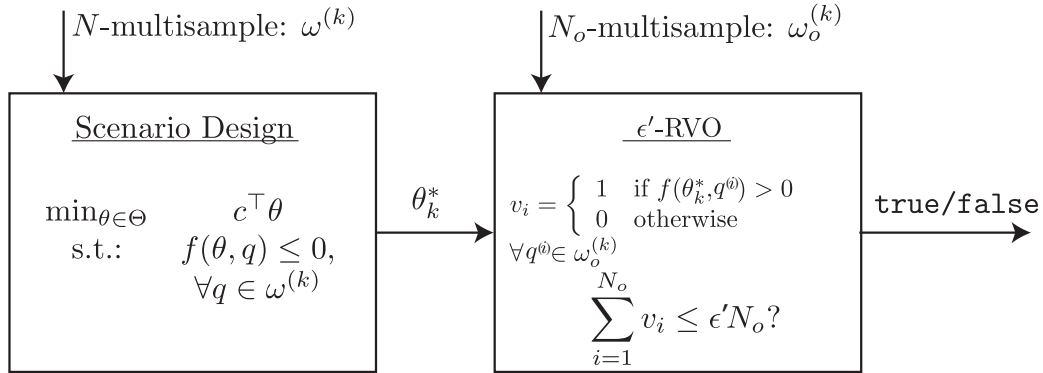 N-multisample: ω^(k)
N_o-multisample: ω_o^(k)
Scenario Design
min_{θ∈Θ} c^⊤θ
s.t.: f(θ, q) ≤ 0,
∀q ∈ ω^(k)
θ_k^*
ϵ′-RVO
v_i = { 1 if f(θ_k^*,q^(i)) > 0
0 otherwise
∀q^(i) ∈ ω_o^(k)
∑_{i=1}^{N_o} v_i ≤ ϵ′N_o?
true/false